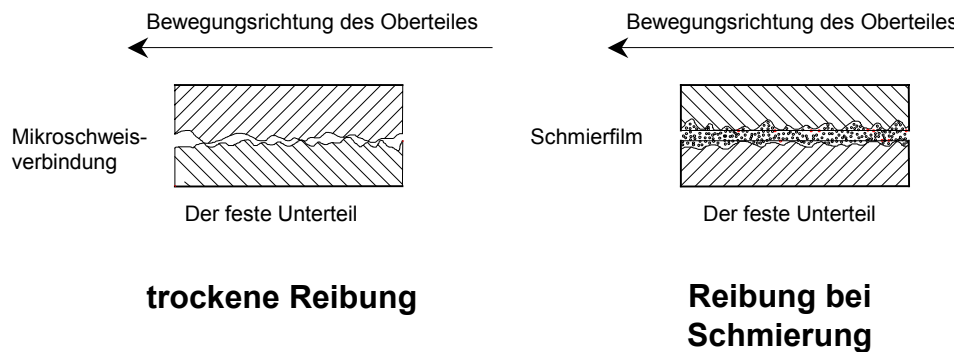 Bewegungsrichtung des Oberteiles
Mikroschweis-
verbindung
Der feste Unterteil
trockene Reibung
Bewegungsrichtung des Oberteiles
Schmierfilm
Der feste Unterteil
Reibung bei
Schmierung